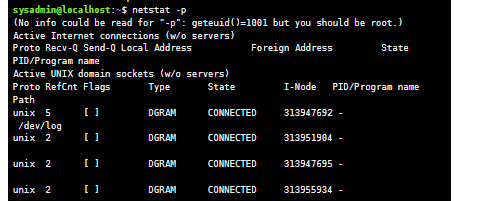 sysadmin@localhost:~$ netstat -p
(No info could be read for "-p": geteuid()=1001 but you should be root.)
Active Internet connections (w/o servers)
Proto Recv-Q Send-Q Local Address           Foreign Address         State
PID/Program name
Active UNIX domain sockets (w/o servers)
Proto RefCnt Flags       Type       State         I-Node   PID/Program name
Path
unix  5      [ ]         DGRAM      CONNECTED     313947692 -
 /dev/log
unix  2      [ ]         DGRAM      CONNECTED     313951904 -
unix  2      [ ]         DGRAM      CONNECTED     313947695 -
unix  2      [ ]         DGRAM      CONNECTED     313955934 -